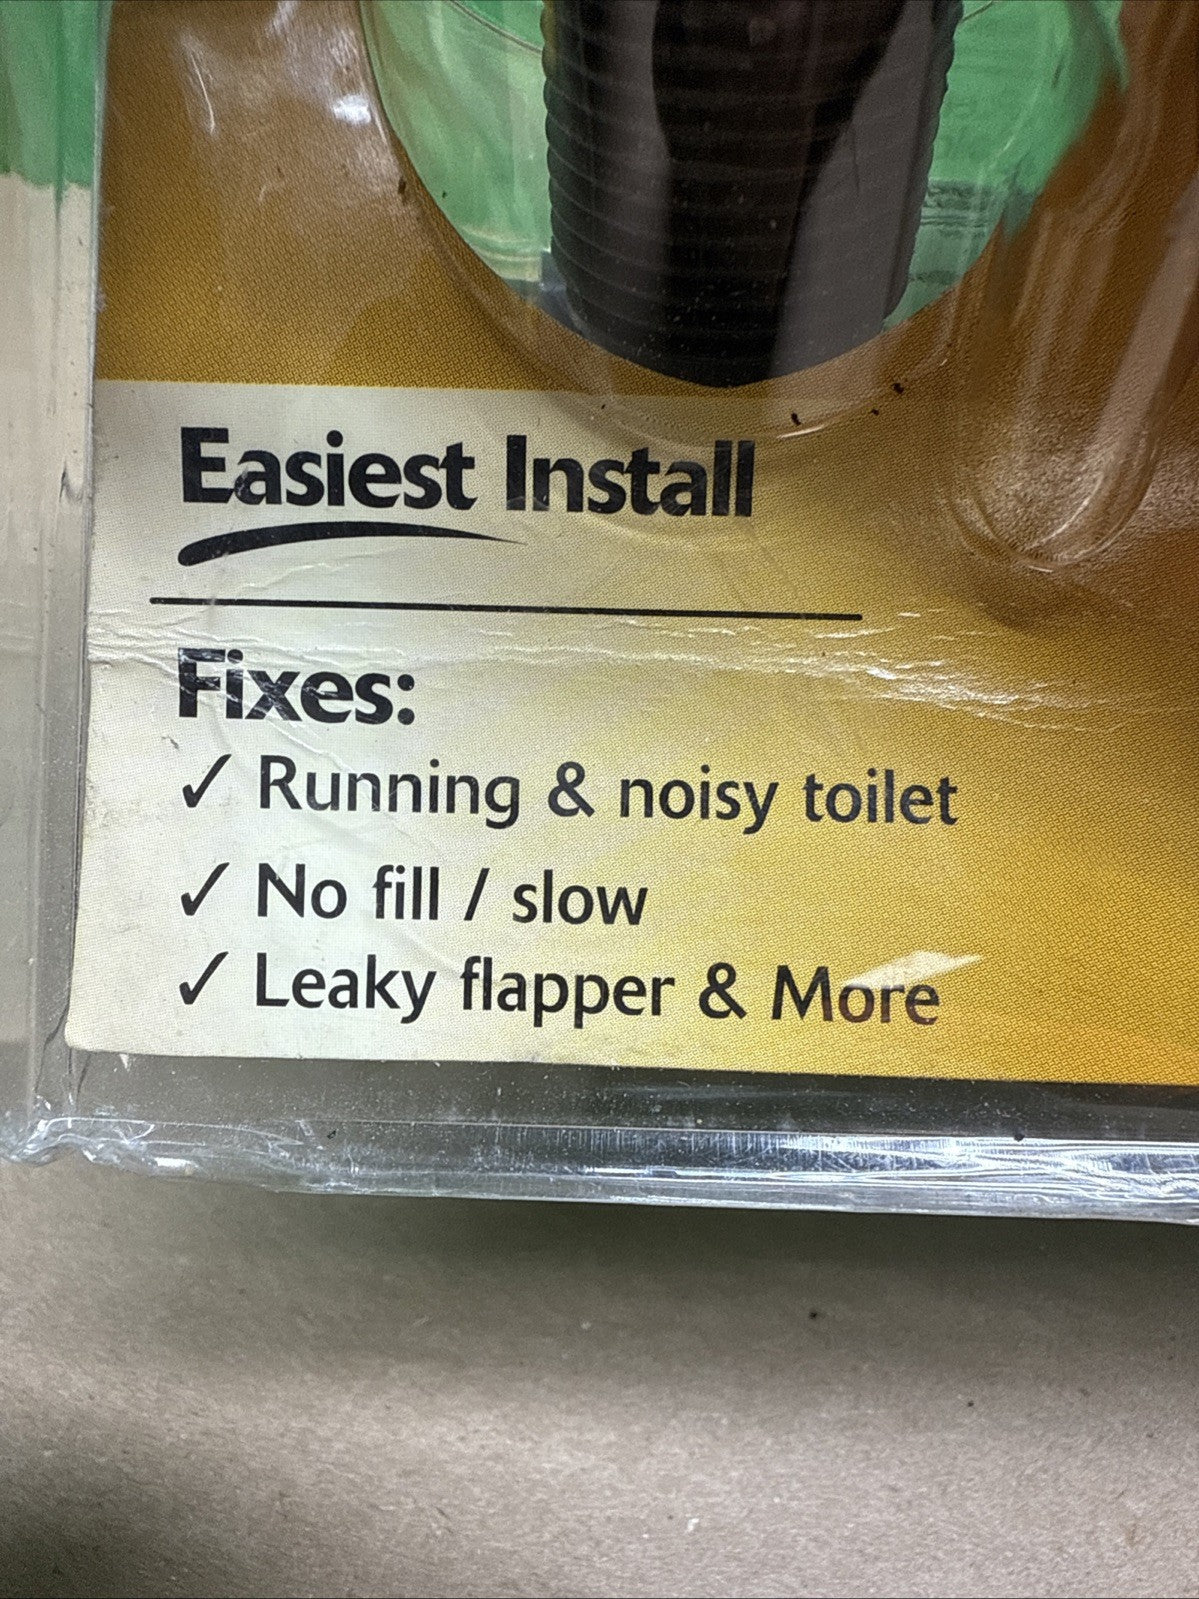 Easiest Install
Fixes:
✓ Running & noisy toilet
✓ No fill / slow
✓ Leaky flapper & More